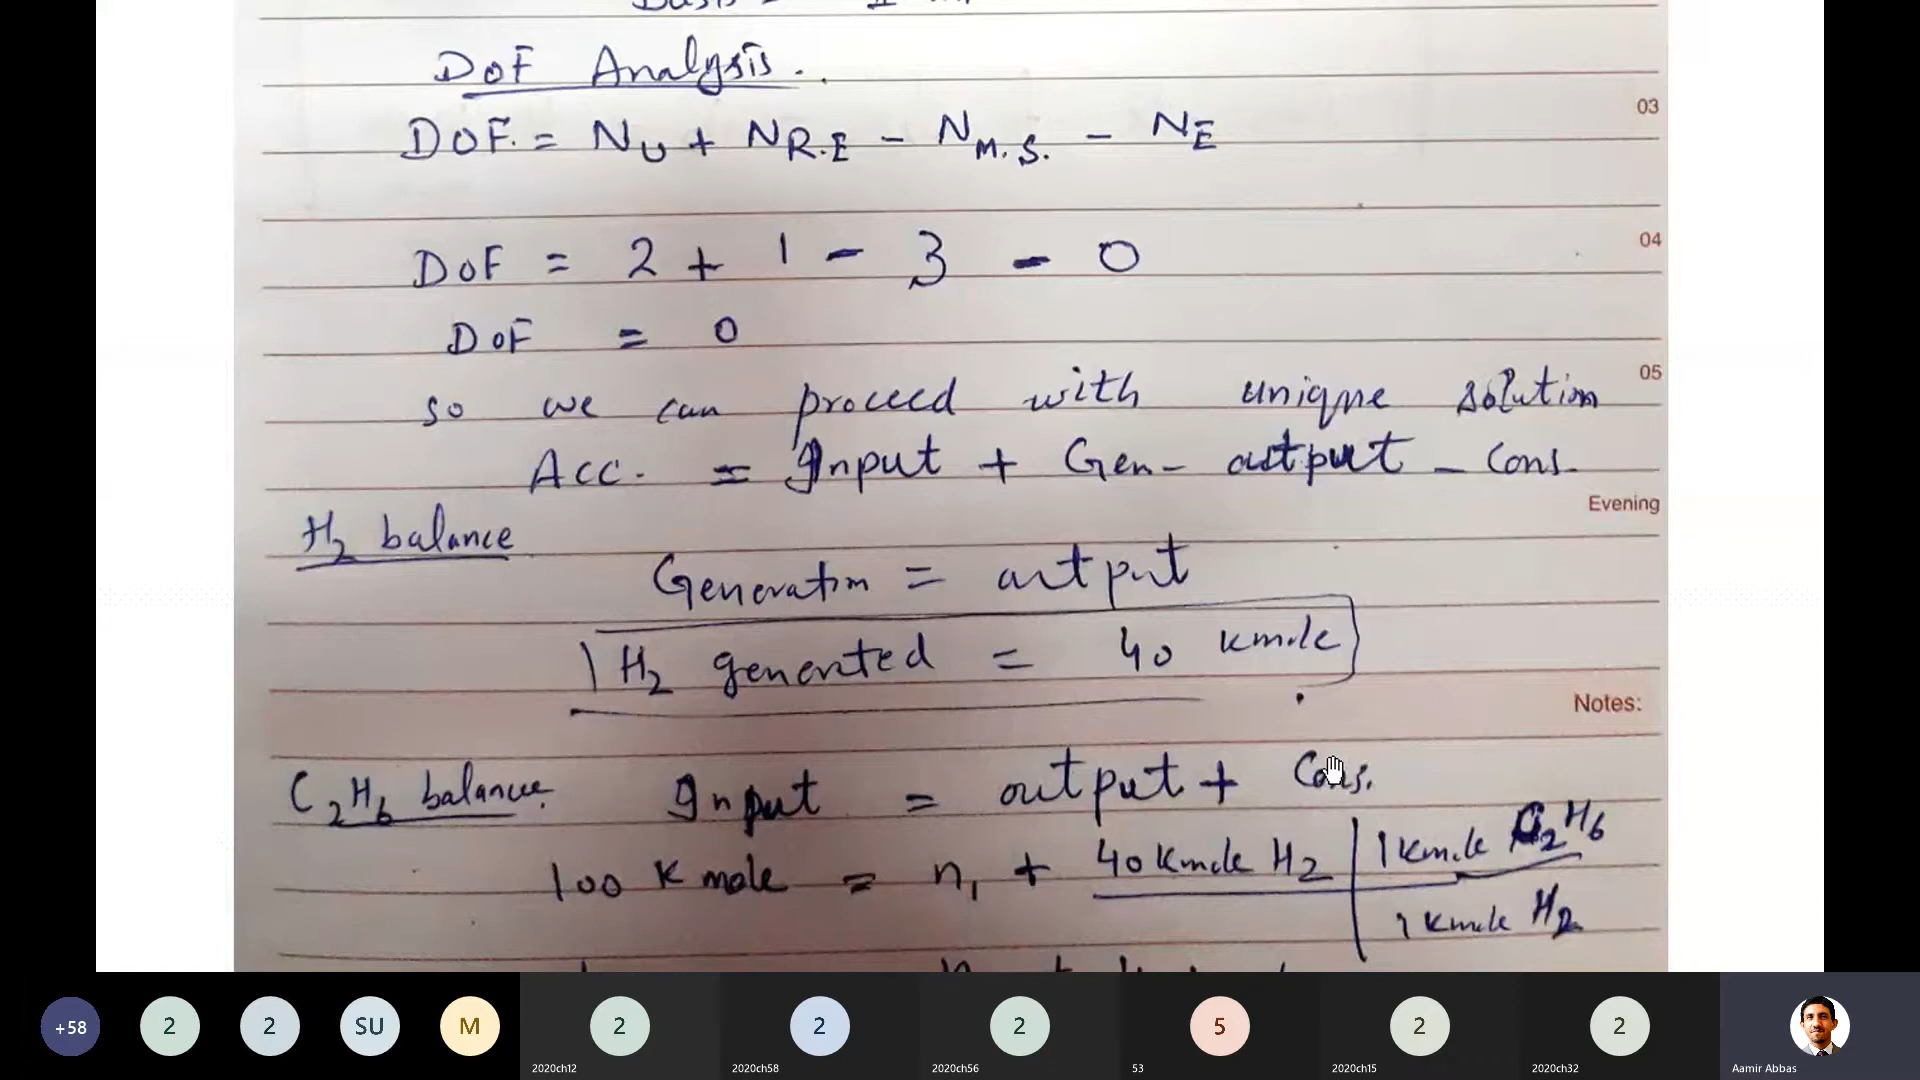 DOF Analysis.
03
DOF. = NU + NR.E - NM.S. - NE
04
DOF = 2 + 1 - 3 - 0
DOF = 0
05
so we can proceed with unique solution
Acc. = Input + Gen - output - Cons.
Evening
H2 balance
Generation = output
H2 generated = 40 kmole
Notes:
C2H6 balance. Input = output + Cons.
100 K mole = n1 + 40 Kmole H2 | 1 Kmole C2H6
1 Kmole H2
+58 2 2 SU M 2 2 2 5 2 2
2020ch12 2020ch58 2020ch56 53 2020ch15 2020ch32 Aamir Abbas